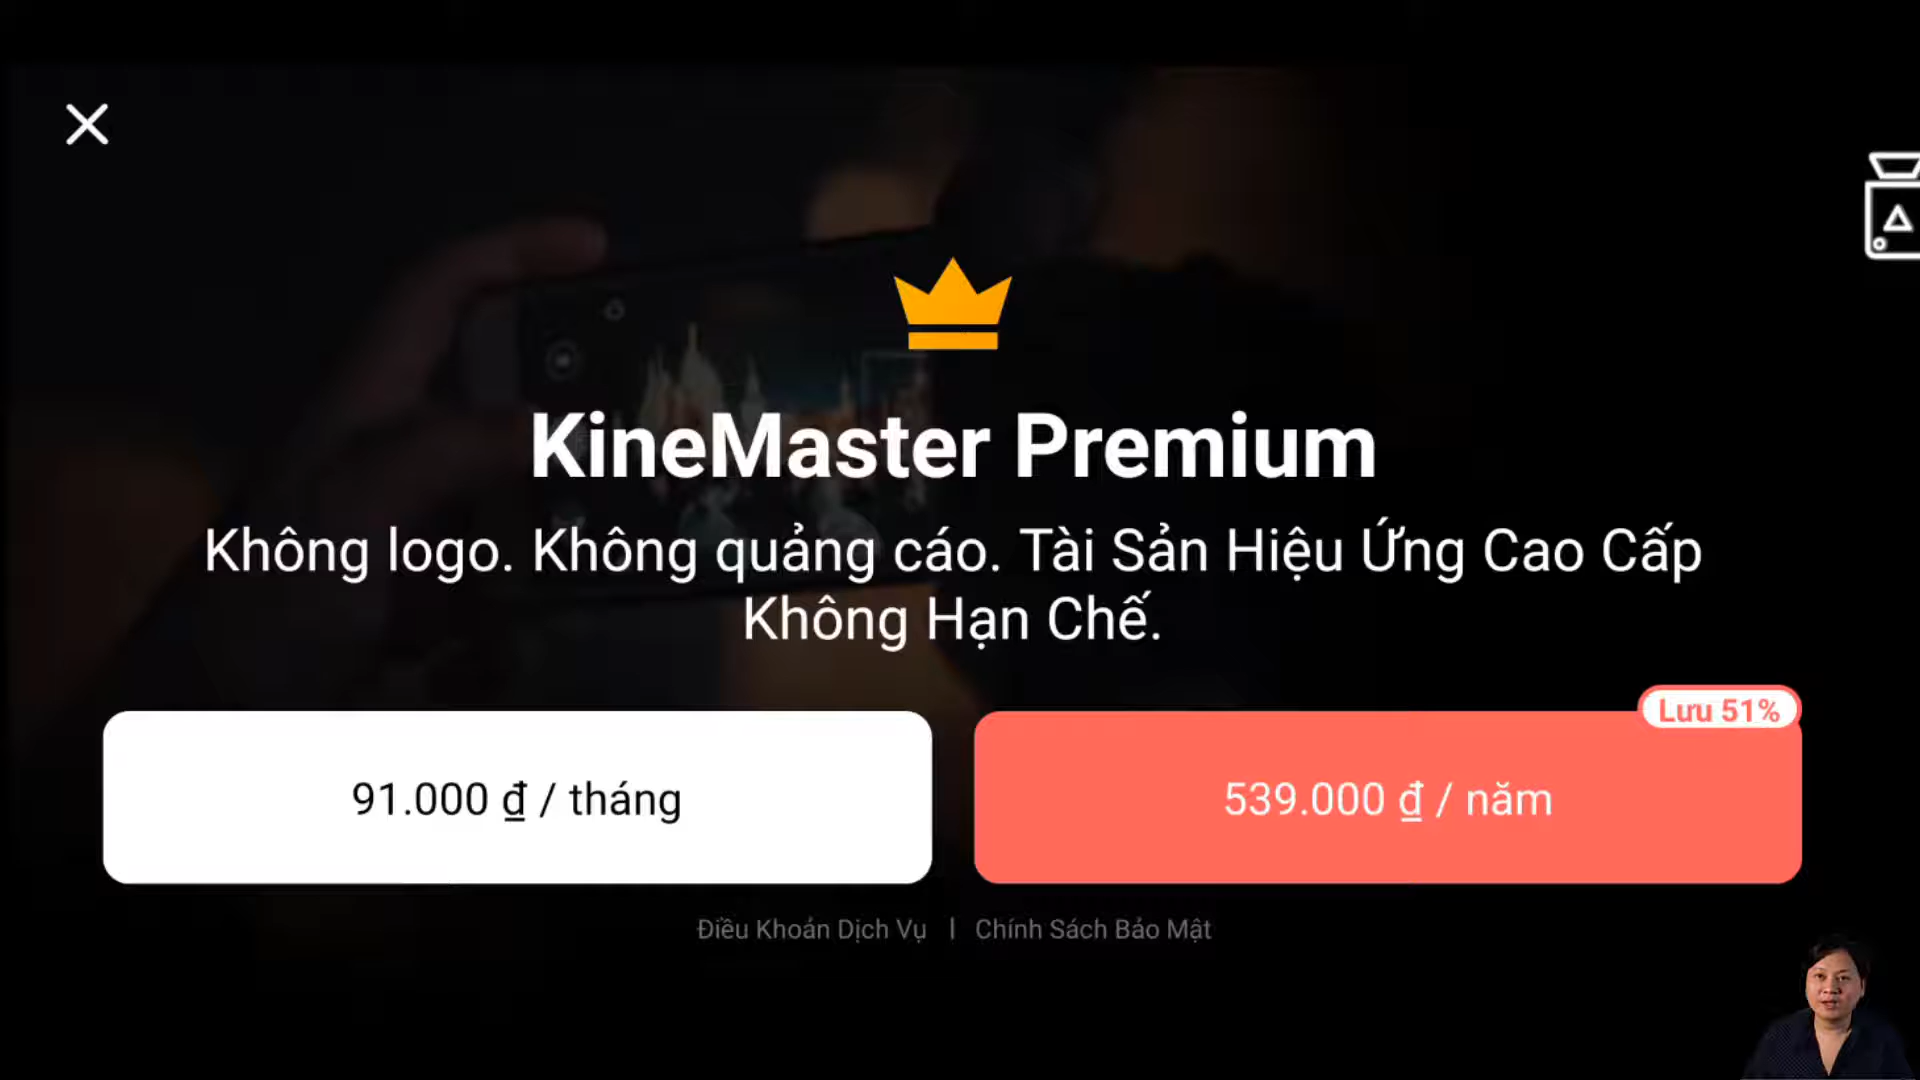 KineMaster Premium
Không logo. Không quảng cáo. Tài Sản Hiệu Ứng Cao Cấp
Không Hạn Chế.
Lưu 51%
91.000 ₫ / tháng
539.000 ₫ / năm
Điều Khoản Dịch Vụ | Chính Sách Bảo Mật